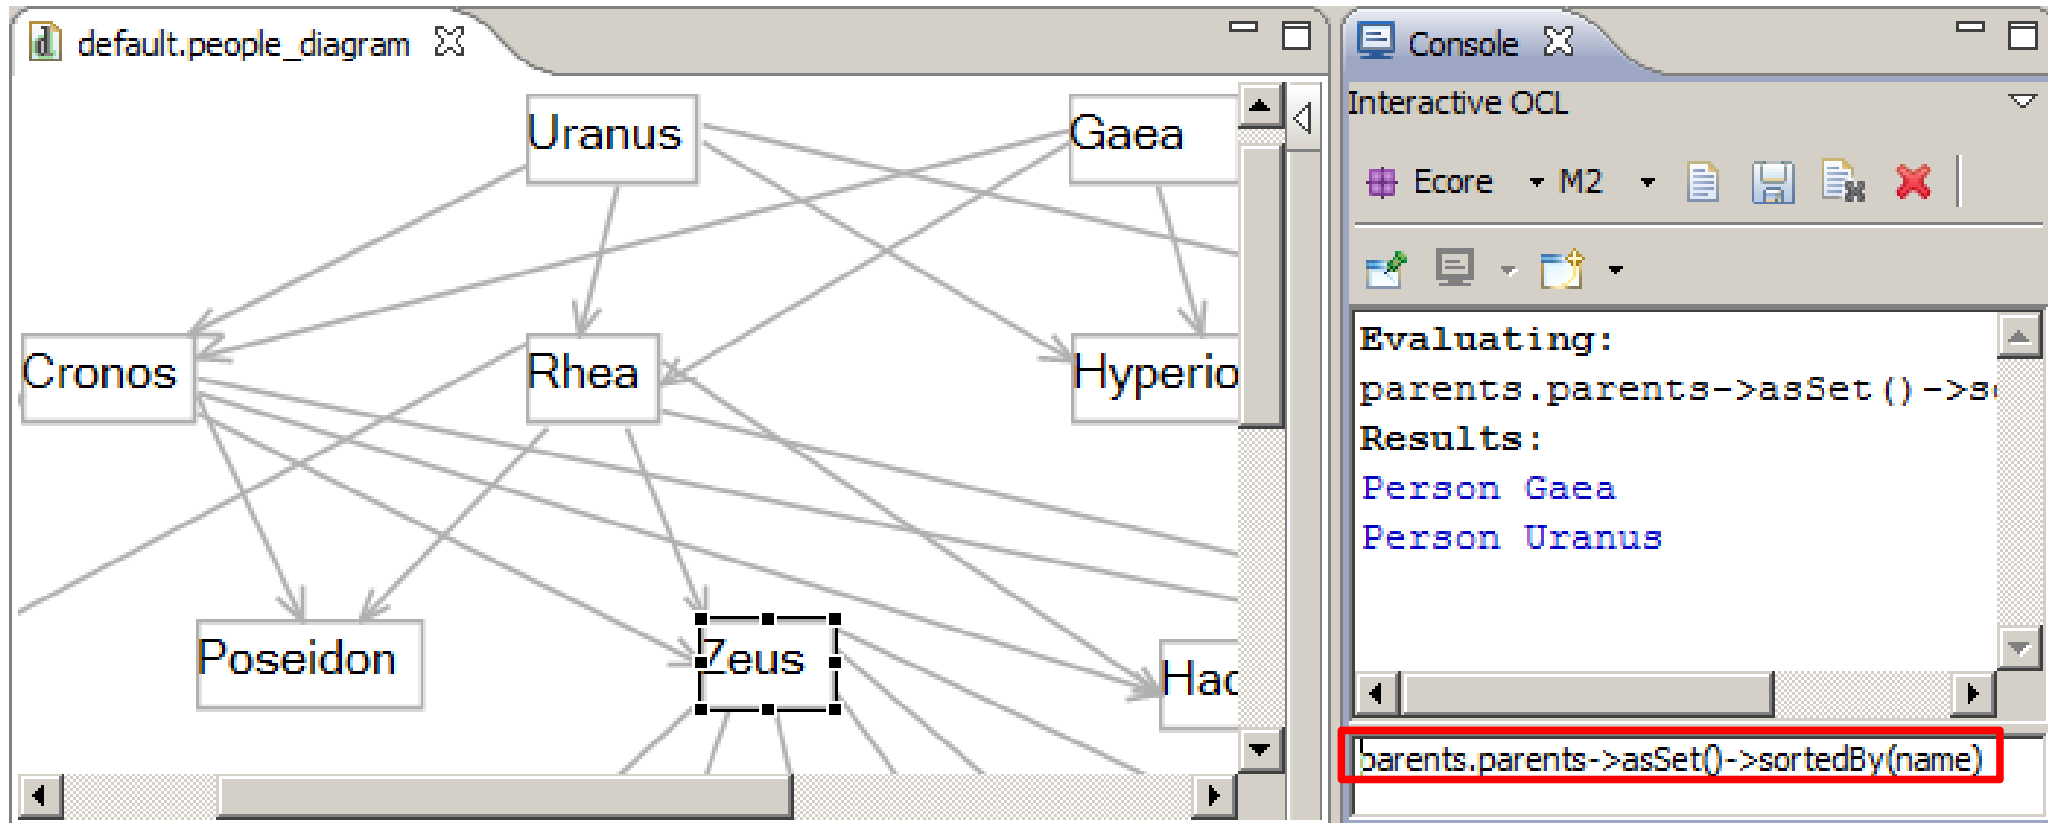 default.people_diagram
Uranus
Gaea
Cronos
Rhea
Hyperio
Poseidon
Zeus
Had
Console
Interactive OCL
Ecore
M2
Evaluating:
parents.parents->asSet()->s
Results:
Person Gaea
Person Uranus
parents.parents->asSet()->sortedBy(name)